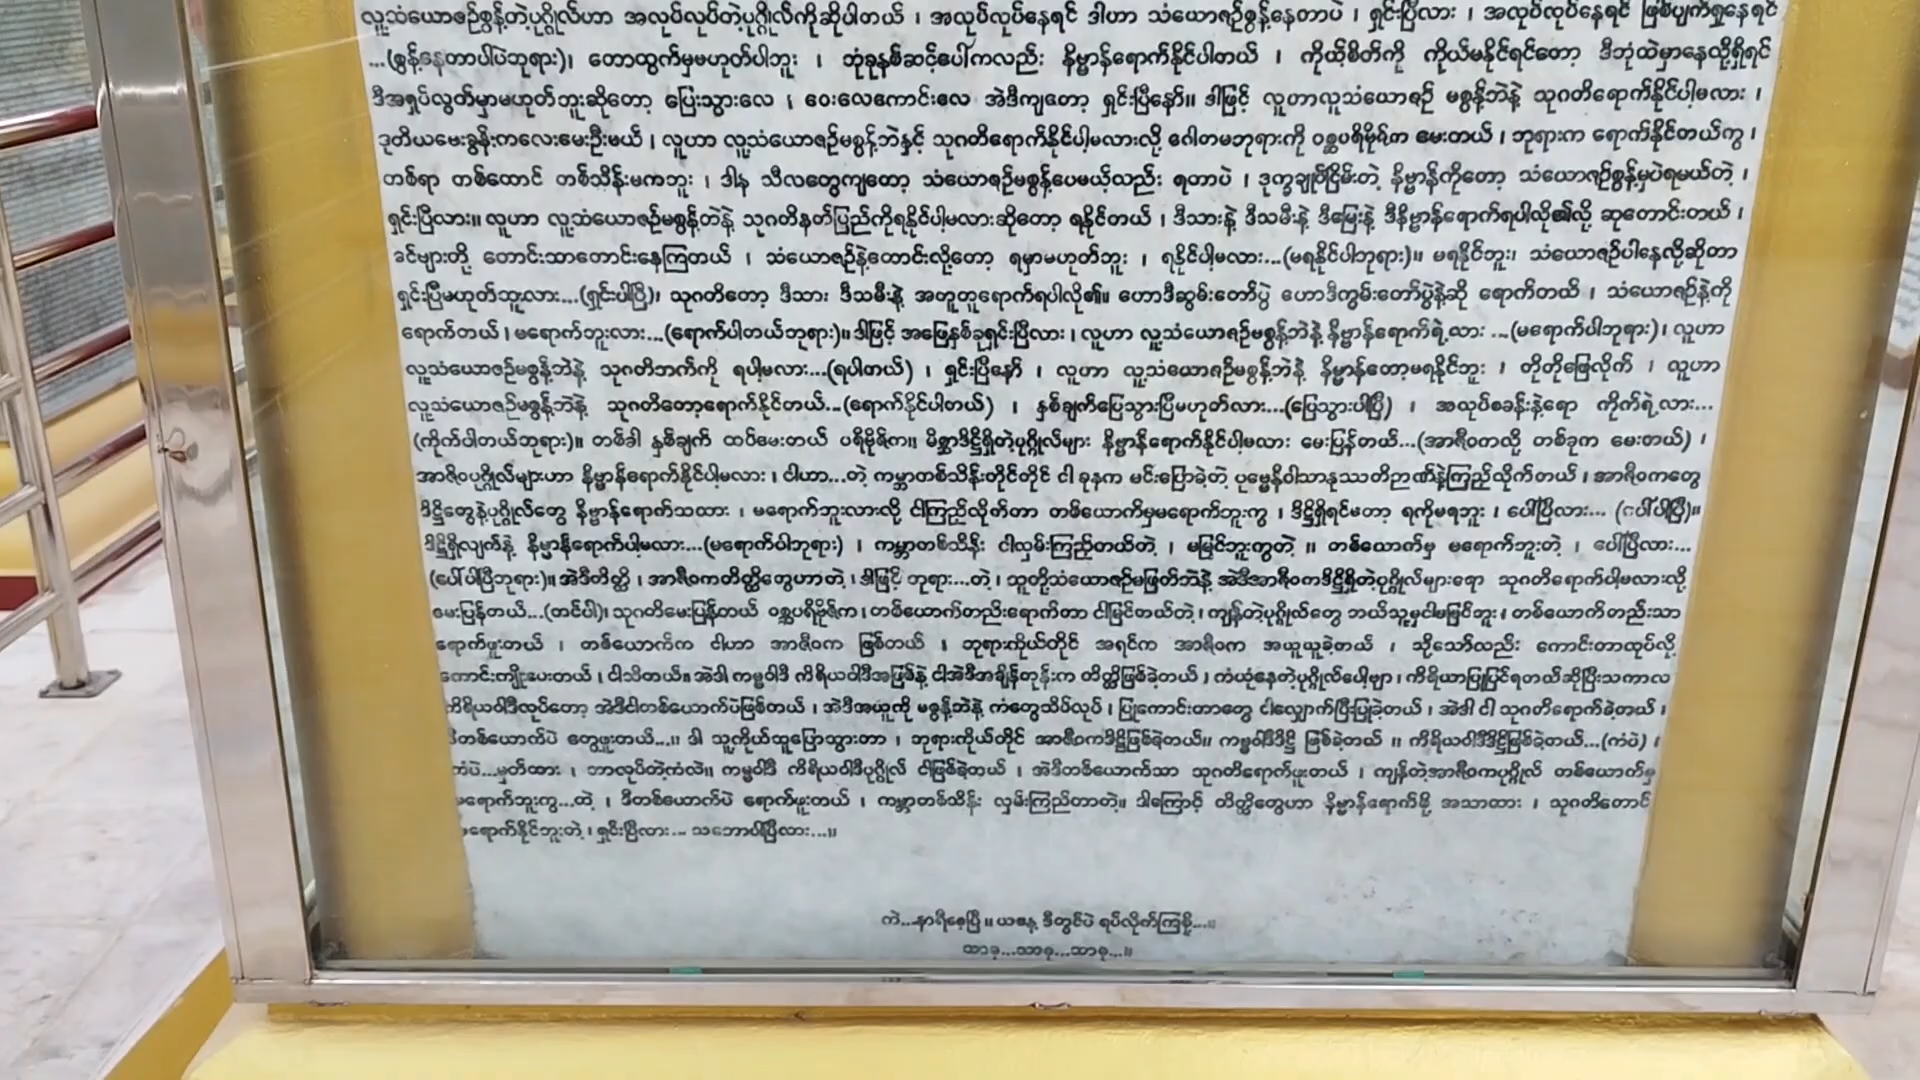 လူ့သံယောဇဉ်စွန့်တဲ့ပုဂ္ဂိုလ်ဟာ အလုပ်လုပ်တဲ့ပုဂ္ဂိုလ်ကိုဆိုပါတယ် ၊ အလုပ်လုပ်နေရင် ဒါဟာ သံယောဇဉ်စွန့်နေတာပဲ ၊ ရှင်းပြီလား ၊ အလုပ်လုပ်နေရင် ဖြစ်ပျက်ရှုနေရင်
...(စွန့်နေတာပါပဲဘုရား)၊ တောထွက်မှမဟုတ်ပါဘူး ၊ ဘုံခုနစ်ဆင့်ပေါ်ကလည်း နိဗ္ဗာန်ရောက်နိုင်ပါတယ် ၊ ကိုယ့်စိတ်ကို ကိုယ်မနိုင်ရင်တော့ ဒီဘုံထဲမှာနေလို့ရှိရင်
ဒီအရှုပ်လွတ်မှာမဟုတ်ဘူးဆိုတော့ ပြေးသွားလေ ၊ ဝေးလေကောင်းလေ အဲဒီကျတော့ ရှင်းပြီနော်။ ဒါဖြင့် လူဟာလူ့သံယောဇဉ် မစွန့်ဘဲနဲ့ သုဂတိရောက်နိုင်ပါ့မလား ၊
ဒုတိယမေးခွန်းကလေးမေးဦးမယ် ၊ လူဟာ လူ့သံယောဇဉ်မစွန့်ဘဲနှင့် သုဂတိရောက်နိုင်ပါ့မလားလို့ ဂေါတမဘုရားကို ဝစ္ဆပရိဗိုဇ်က မေးတယ် ၊ ဘုရားက ရောက်နိုင်တယ်ကွ ၊
တစ်ရာ တစ်ထောင် တစ်သိန်းမကဘူး ၊ ဒါန သီလတွေကျတော့ သံယောဇဉ်မစွန့်ပေမယ့်လည်း ရတာပဲ ၊ ဒုက္ခချုပ်ငြိမ်းတဲ့ နိဗ္ဗာန်ကိုတော့ သံယောဇဉ်စွန့်မှပဲရမယ်တဲ့ ၊
ရှင်းပြီလား။ လူဟာ လူ့သံယောဇဉ်မစွန့်ဘဲနဲ့ သုဂတိနတ်ပြည်ကိုရနိုင်ပါ့မလားဆိုတော့ ရနိုင်တယ် ၊ ဒီသားနဲ့ ဒီသမီးနဲ့ ဒီမြေးနဲ့ ဒီနိဗ္ဗာန်ရောက်ရပါလို၏လို့ ဆုတောင်းတယ် ၊
ခင်ဗျားတို့ တောင်းသာတောင်းနေကြတယ် ၊ သံယောဇဉ်နဲ့တောင်းလို့တော့ ရမှာမဟုတ်ဘူး ၊ ရနိုင်ပါ့မလား...(မရနိုင်ပါဘုရား)။ မရနိုင်ဘူး၊ သံယောဇဉ်ပါနေလို့ဆိုတာ
ရှင်းပြီမဟုတ်ဘူးလား...(ရှင်းပါပြီ)၊ သုဂတိတော့ ဒီသား ဒီသမီးနဲ့ အတူတူရောက်ရပါလို၏။ ဟောဒီဆွမ်းတော်ပွဲ ဟောဒီကွမ်းတော်ပွဲနဲ့ဆို ရောက်တယ် ၊ သံယောဇဉ်နဲ့ကို
ရောက်တယ် ၊ မရောက်ဘူးလား...(ရောက်ပါတယ်ဘုရား)။ ဒါဖြင့် အဖြေနှစ်ခုရှင်းပြီလား ၊ လူဟာ လူ့သံယောဇဉ်မစွန့်ဘဲနဲ့ နိဗ္ဗာန်ရောက်ရဲ့လား ...(မရောက်ပါဘုရား) ၊ လူဟာ
လူ့သံယောဇဉ်မစွန့်ဘဲနဲ့ သုဂတိဘက်ကို ရပါ့မလား...(ရပါတယ်) ၊ ရှင်းပြီနော် ၊ လူဟာ လူ့သံယောဇဉ်မစွန့်ဘဲနဲ့ နိဗ္ဗာန်တော့မရနိုင်ဘူး ၊ တိုတိုဖြေလိုက် ၊ လူဟာ
လူ့သံယောဇဉ်မစွန့်ဘဲနဲ့ သုဂတိတော့ရောက်နိုင်တယ်...(ရောက်နိုင်ပါတယ်) ၊ နှစ်ချက်ပြေသွားပြီမဟုတ်လား...(ပြေသွားပါပြီ) ၊ အလုပ်စခန်းနဲ့ရော ကိုက်ရဲ့လား...
(ကိုက်ပါတယ်ဘုရား)။ တစ်ခါ နှစ်ချက် ထပ်မေးတယ် ပရိဗိုဇ်က။ မိစ္ဆာဒိဋ္ဌိရှိတဲ့ပုဂ္ဂိုလ်များ နိဗ္ဗာန်ရောက်နိုင်ပါ့မလား မေးပြန်တယ်...(အာဇီဝကလို့ တစ်ခုက မေးတယ်) ၊
အာဇီဝပုဂ္ဂိုလ်များဟာ နိဗ္ဗာန်ရောက်နိုင်ပါ့မလား ၊ ငါဟာ...တဲ့ ကမ္ဘာတစ်သိန်းတိုင်တိုင် ငါ ခုနက မင်းပြောခဲ့တဲ့ ပုဗ္ဗေနိဝါသာနုဿတိဉာဏ်နဲ့ကြည့်လိုက်တယ် ၊ အာဇီဝကတွေ
ဒိဋ္ဌိတွေနဲ့ပုဂ္ဂိုလ်တွေ နိဗ္ဗာန်ရောက်သထား ၊ မရောက်ဘူးလားလို့ ငါကြည့်လိုက်တာ တစ်ယောက်မှမရောက်ဘူးကွ ၊ ဒိဋ္ဌိရှိရင်တော့ ရကိုမရဘူး ၊ ပေါ်ပြီလား... (ပေါ်ပါပြီ)။
ဒိဋ္ဌိရှိလျက်နဲ့ နိဗ္ဗာန်ရောက်ပါ့မလား...(မရောက်ပါဘုရား) ၊ ကမ္ဘာတစ်သိန်း ငါလှမ်းကြည့်တယ်တဲ့ ၊ မမြင်ဘူးကွတဲ့ ။ တစ်ယောက်မှ မရောက်ဘူးတဲ့ ၊ ပေါ်ပြီလား...
(ပေါ်ပါပြီဘုရား)။ အဲဒီတိတ္ထိ ၊ အာဇီဝကတိတ္ထိတွေဟာတဲ့ ၊ ဒါဖြင့် ဘုရား...တဲ့ ၊ သူတို့သံယောဇဉ်မဖြတ်ဘဲနဲ့ အဲဒီအာဇီဝကဒိဋ္ဌိရှိတဲ့ပုဂ္ဂိုလ်များရော သုဂတိရောက်ပါ့မလားလို့
မေးပြန်တယ်...(တင်ပါ)၊ သုဂတိမေးပြန်တယ် ဝစ္ဆပရိဗိုဇ်က ၊ တစ်ယောက်တည်းရောက်တာ ငါမြင်တယ်တဲ့ ၊ ကျန်တဲ့ပုဂ္ဂိုလ်တွေ ဘယ်သူမှငါမမြင်ဘူး ၊ တစ်ယောက်တည်းသာ
ရောက်ဖူးတယ် ၊ တစ်ယောက်က ငါဟာ အာဇီဝက ဖြစ်တယ် ၊ ဘုရားကိုယ်တိုင် အရင်က အာဇီဝက အယူယူခဲ့တယ် ၊ သို့သော်လည်း ကောင်းတာလုပ်လို့
ကောင်းကျိုးပေးတယ် ၊ ငါသိတယ်။ အဲဒါ ကမ္မဝါဒီ ကိရိယဝါဒီအဖြစ်နဲ့ ငါအဲဒီအချိန်တုန်းက တိတ္ထိဖြစ်ခဲ့တယ် ၊ ကံယုံနေတဲ့ပုဂ္ဂိုလ်ပေါ့ဗျာ ၊ ကိရိယာပြုပြင်ရတယ်ဆိုပြီးသကာလ
ကိရိယဝါဒီလုပ်တော့ အဲဒီငါတစ်ယောက်ပဲဖြစ်တယ် ၊ အဲဒီအယူကို မစွန့်ဘဲနဲ့ ကံတွေသိပ်လုပ် ၊ ပြုကောင်းတာတွေ ငါလျှောက်ပြီးပြုခဲ့တယ် ၊ အဲဒါ ငါ သုဂတိရောက်ခဲ့တယ် ၊
ဒီတစ်ယောက်ပဲ တွေ့ဖူးတယ်...။ ဒါ သူ့ကိုယ်သူပြောသွားတာ ၊ ဘုရားကိုယ်တိုင် အာဇီဝကဒိဋ္ဌိဖြစ်ခဲ့တယ်။ ကမ္မဝါဒီဒိဋ္ဌိ ဖြစ်ခဲ့တယ် ။ ကိရိယဝါဒီဒိဋ္ဌိဖြစ်ခဲ့တယ်...(ကံပဲ) ၊
ကံပဲ...မှတ်ထား ၊ ဘာလုပ်တဲ့ကံလဲ။ ကမ္မဝါဒီ ကိရိယဝါဒီပုဂ္ဂိုလ် ငါဖြစ်ခဲ့တယ် ၊ အဲဒီတစ်ယောက်သာ သုဂတိရောက်ဖူးတယ် ၊ ကျန်တဲ့အာဇီဝကပုဂ္ဂိုလ် တစ်ယောက်မှ
မရောက်ဘူးကွ...တဲ့ ၊ ဒီတစ်ယောက်ပဲ ရောက်ဖူးတယ် ၊ ကမ္ဘာတစ်သိန်း လှမ်းကြည့်တာတဲ့။ ဒါကြောင့် တိတ္ထိတွေဟာ နိဗ္ဗာန်ရောက်ဖို့ အသာထား ၊ သုဂတိတောင်
မရောက်နိုင်ဘူးတဲ့ ၊ ရှင်းပြီလား... သဘောပါပြီလား...။
ကဲ...နာရီစေ့ပြီ ။ ယနေ့ ဒီတွင်ပဲ ရပ်လိုက်ကြစို့...။
သာဓု...သာဓု...သာဓု...။